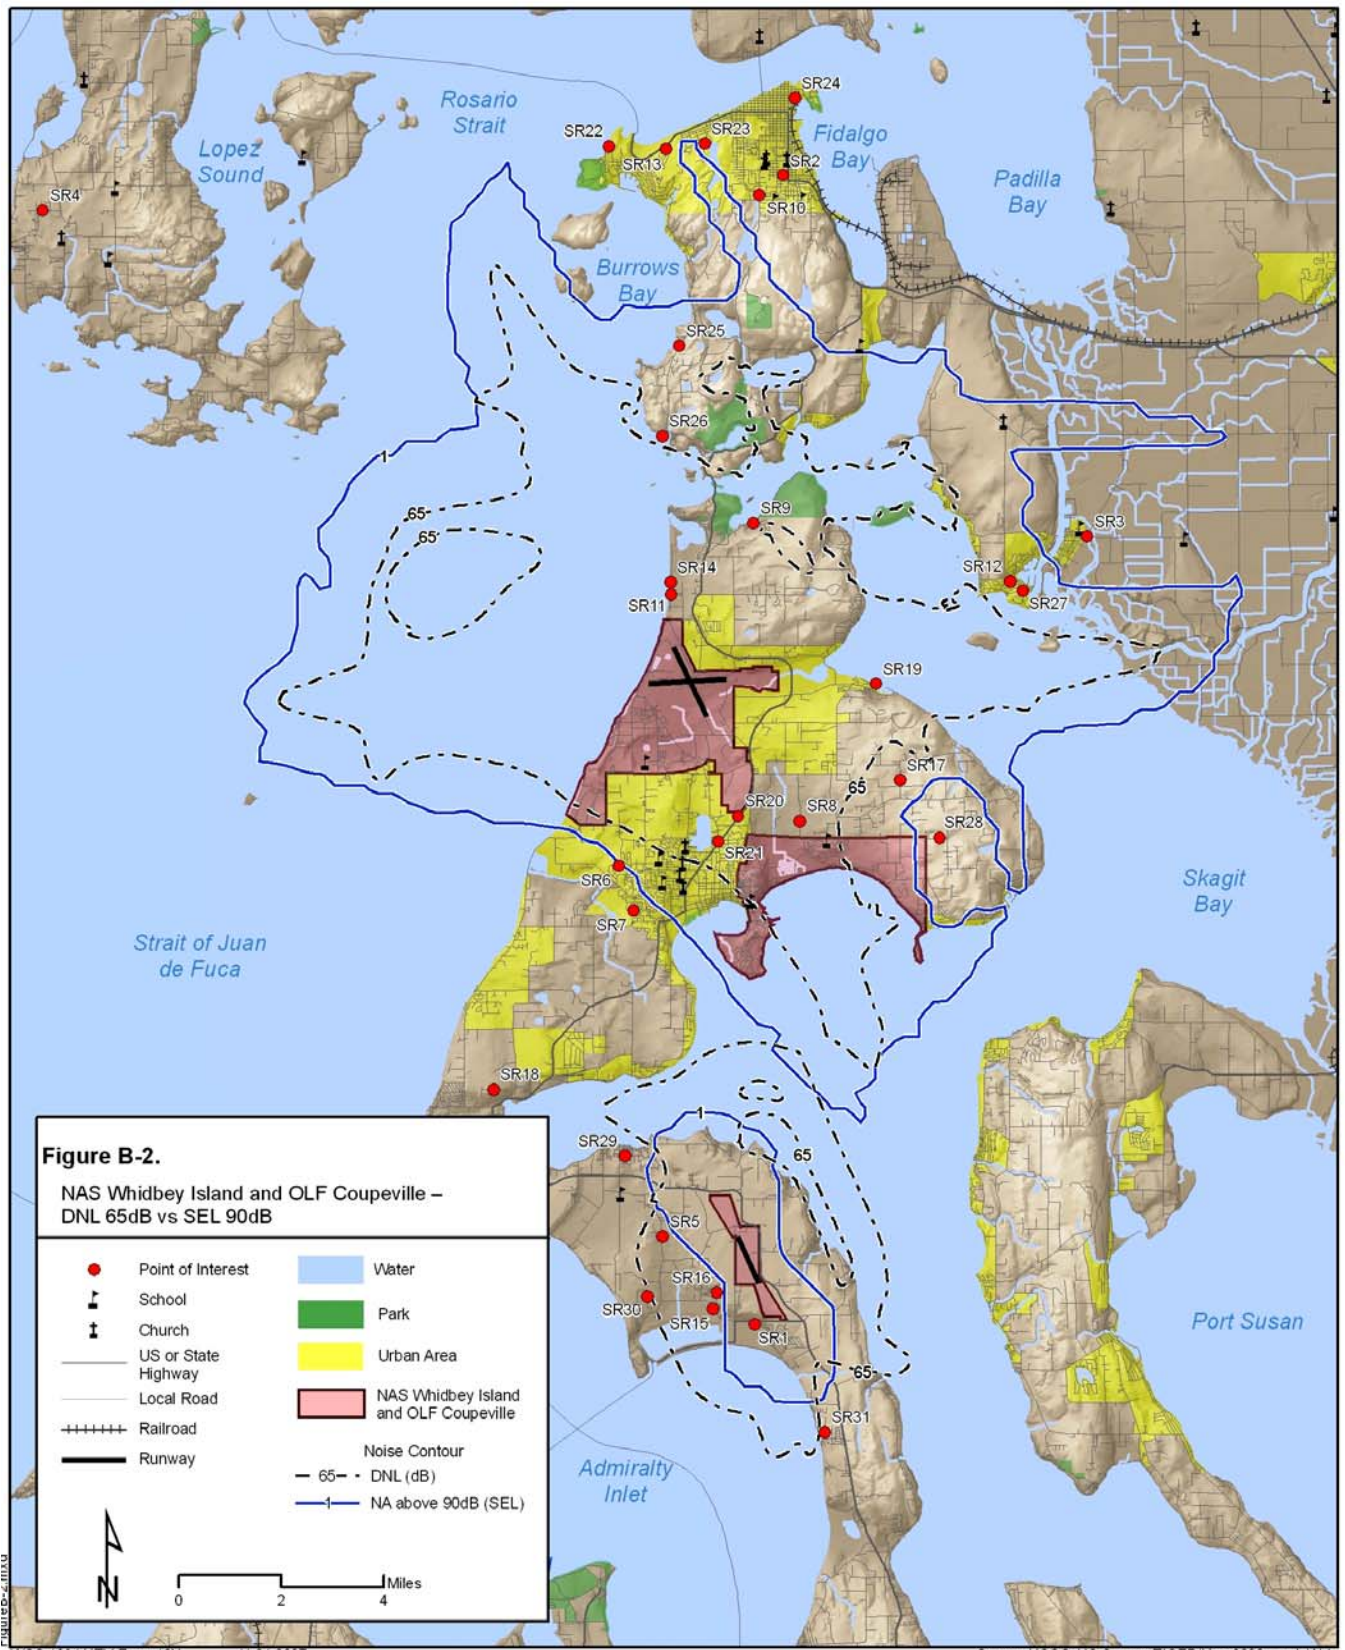 SR24
Rosario
Strait
SR22
SR23
Fidalgo
Bay
Lopez
Sound
SR13
SR2
Padilla
Bay
SR4
SR10
Burrows
Bay
SR25
SR26
1
65
65
SR9
SR3
SR14
SR12
SR11
SR27
SR19
SR17
65
SR20
SR8
SR28
SR21
SR6
Skagit
Bay
SR7
Strait of Juan
de Fuca
SR18
1
SR29
65
SR5
SR16
SR30
SR15
SR1
Port Susan
65
SR31
Admiralty
Inlet
Figure B-2.
NAS Whidbey Island and OLF Coupeville –
DNL 65dB vs SEL 90dB
Point of Interest
School
Church
US or State
Highway
Local Road
Railroad
Runway
Water
Park
Urban Area
NAS Whidbey Island
and OLF Coupeville
Noise Contour
65 DNL (dB)
1 NA above 90dB (SEL)
N
0 2 4 Miles